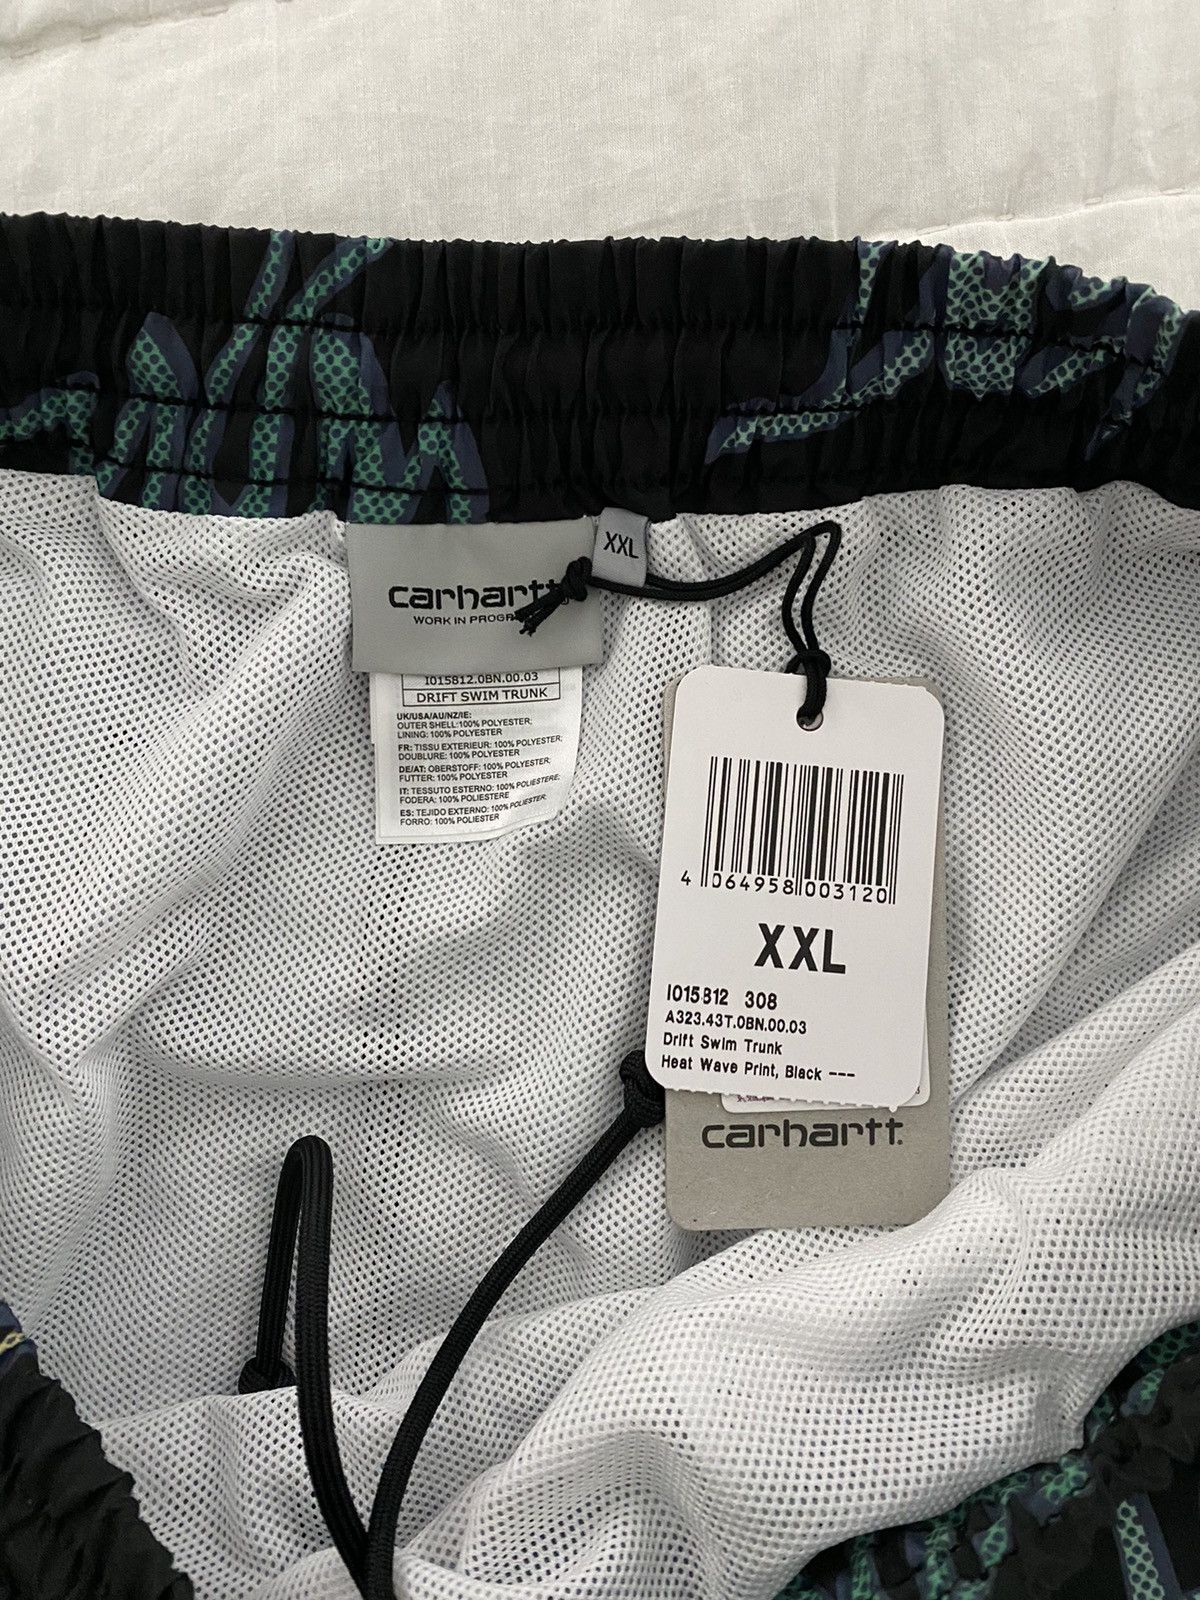 XXL
carhartt
WORK IN
I015812.0BN.00.03
DRIFT SWIM TRUNK
UK/USA/AU/NZ/IE:
OUTER SHELL:100% POLYESTER;
LINING: 100% POLYESTER
FR: TISSU EXTERIEUR: 100% POLYESTER;
DOUBLURE: 100% POLYESTER
DE/AT: OBERSTOFF: 100% POLYESTER;
FUTTER: 100% POLYESTER
IT: TESSUTO ESTERNO: 100% POLIESTERE;
FODERA: 100% POLIESTERE
ES: TEJIDO EXTERNO: 100% POLIESTER;
FORRO: 100% POLIESTER
4 064958 003120
XXL
I015812 308
A323.43T.0BN.00.03
Drift Swim Trunk
Heat Wave Print, Black ---
carhartt.